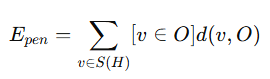 $E_{pen} = \sum_{v \in S(H)} [v \in O] d(v, O)$